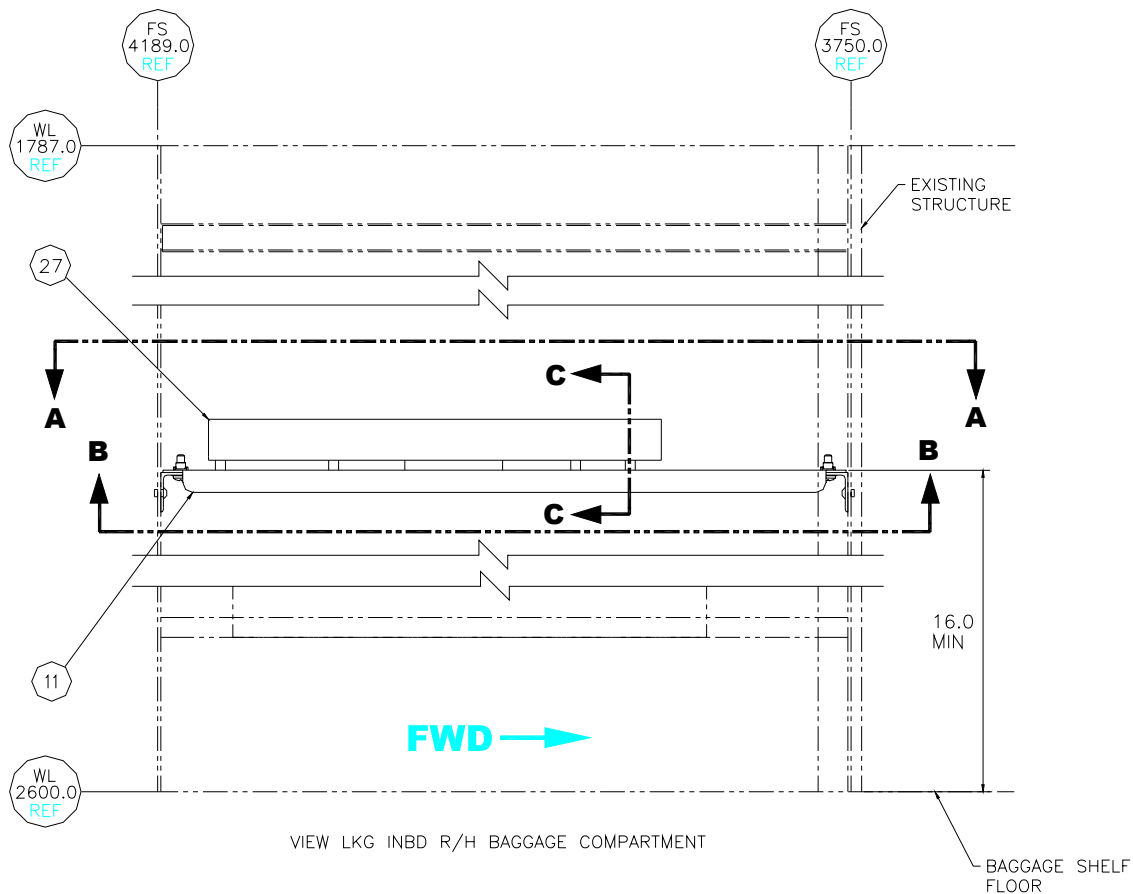 FS
4189.0
REF
FS
3750.0
REF
WL
1787.0
REF
EXISTING
STRUCTURE
27
A
A
C
B
B
C
16.0
MIN
11
FWD
WL
2600.0
REF
VIEW LKG INBD R/H BAGGAGE COMPARTMENT
BAGGAGE SHELF
FLOOR